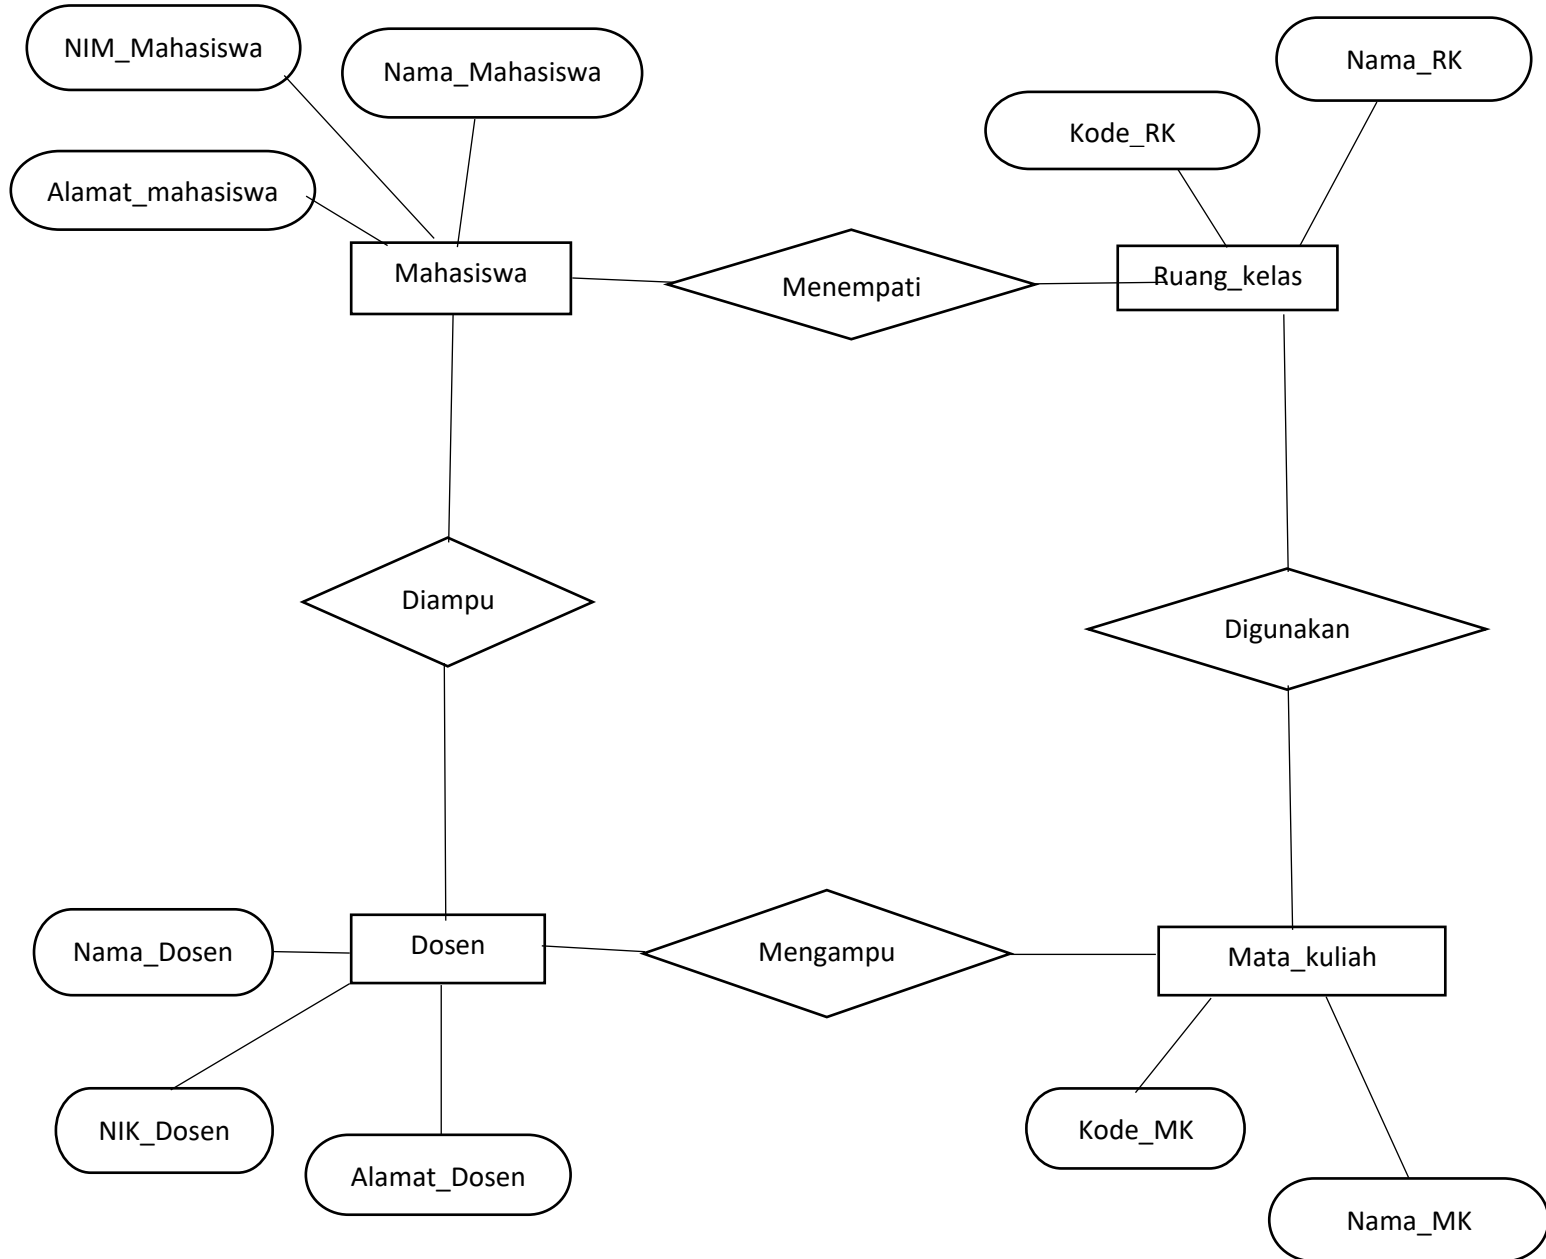 NIM_Mahasiswa
Nama_Mahasiswa
Nama_RK
Kode_RK
Alamat_mahasiswa
Mahasiswa
Menempati
Ruang_kelas
Diampu
Digunakan
Nama_Dosen
Dosen
Mengampu
Mata_kuliah
NIK_Dosen
Alamat_Dosen
Kode_MK
Nama_MK